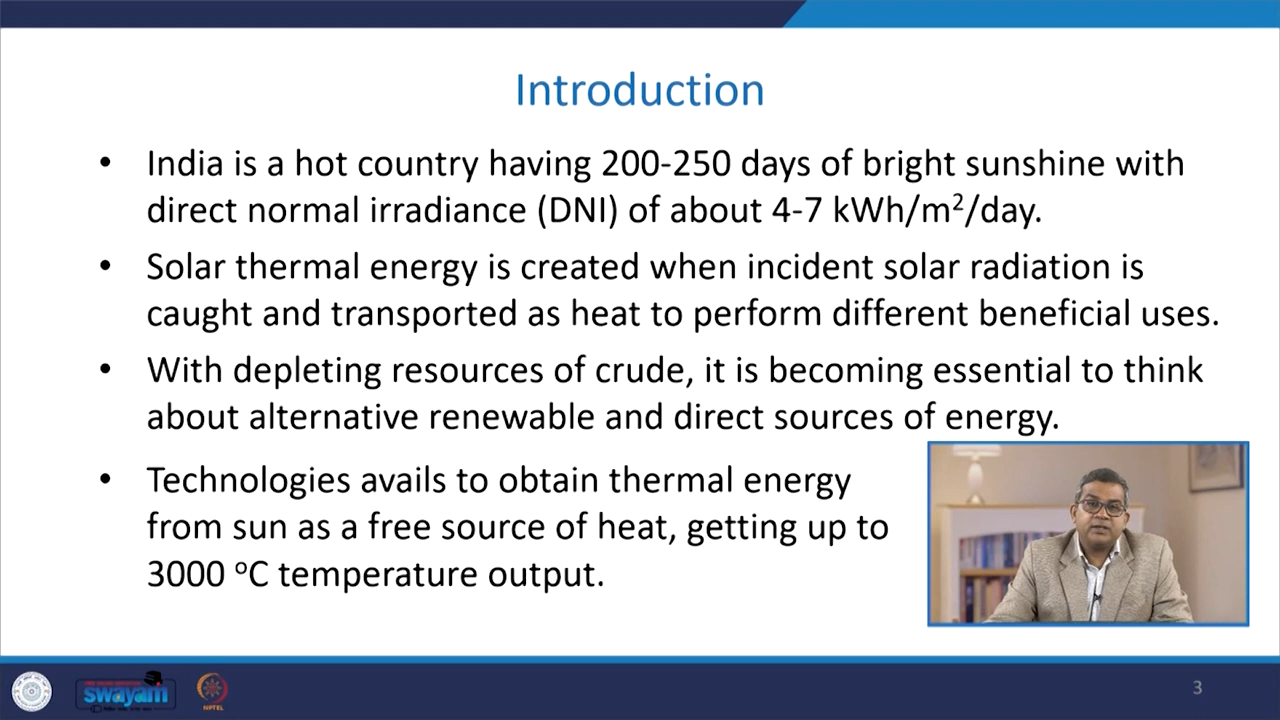 Introduction
• India is a hot country having 200-250 days of bright sunshine with
direct normal irradiance (DNI) of about 4-7 kWh/m²/day.
• Solar thermal energy is created when incident solar radiation is
caught and transported as heat to perform different beneficial uses.
• With depleting resources of crude, it is becoming essential to think
about alternative renewable and direct sources of energy.
• Technologies avails to obtain thermal energy
from sun as a free source of heat, getting up to
3000 ᵒC temperature output.
swayam
NPTEL
3